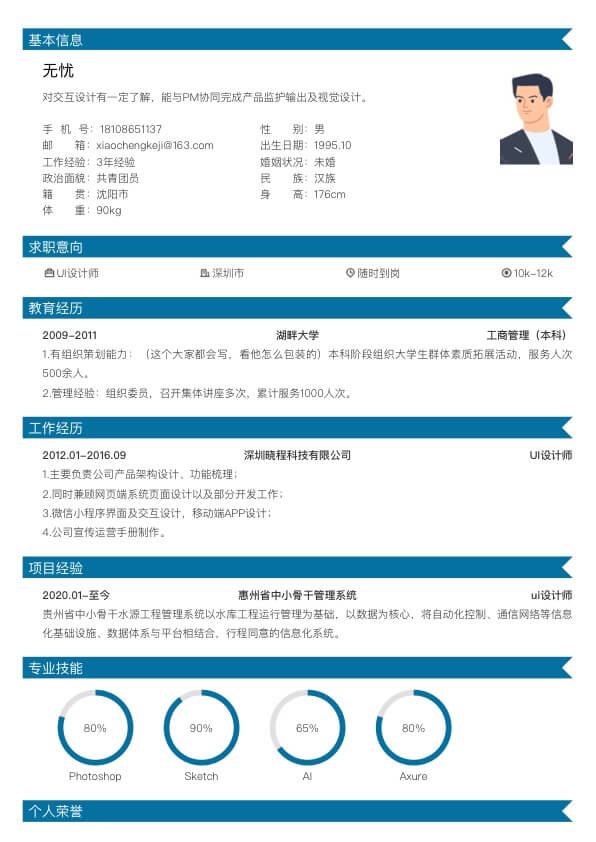 基本信息
无忧
对交互设计有一定了解，能与PM协同完成产品监护输出及视觉设计。
手 机 号：18108651137 性 别：男
邮 箱：xiaochengkeji@163.com 出生日期：1995.10
工作经验：3年经验 婚姻状况：未婚
政治面貌：共青团员 民 族：汉族
籍 贯：沈阳市 身 高：176cm
体 重：90kg
求职意向
UI设计师 深圳市 随时到岗 10k-12k
教育经历
2009-2011 湖畔大学 工商管理（本科）
1.有组织策划能力：（这个大家都会写，看他怎么包装的）本科阶段组织大学生群体素质拓展活动，服务人次
500余人。
2.管理经验：组织委员，召开集体讲座多次，累计服务1000人次。
工作经历
2012.01-2016.09 深圳晓程科技有限公司 UI设计师
1.主要负责公司产品架构设计、功能梳理；
2.同时兼顾网页端系统页面设计以及部分开发工作；
3.微信小程序界面及交互设计，移动端APP设计；
4.公司宣传运营手册制作。
项目经验
2020.01-至今 惠州省中小骨干管理系统 ui设计师
贵州省中小骨干水源工程管理系统以水库工程运行管理为基础，以数据为核心，将自动化控制、通信网络等信息
化基础设施、数据体系与平台相结合，行程同意的信息化系统。
专业技能
80% 90% 65% 80%
Photoshop Sketch AI Axure
个人荣誉